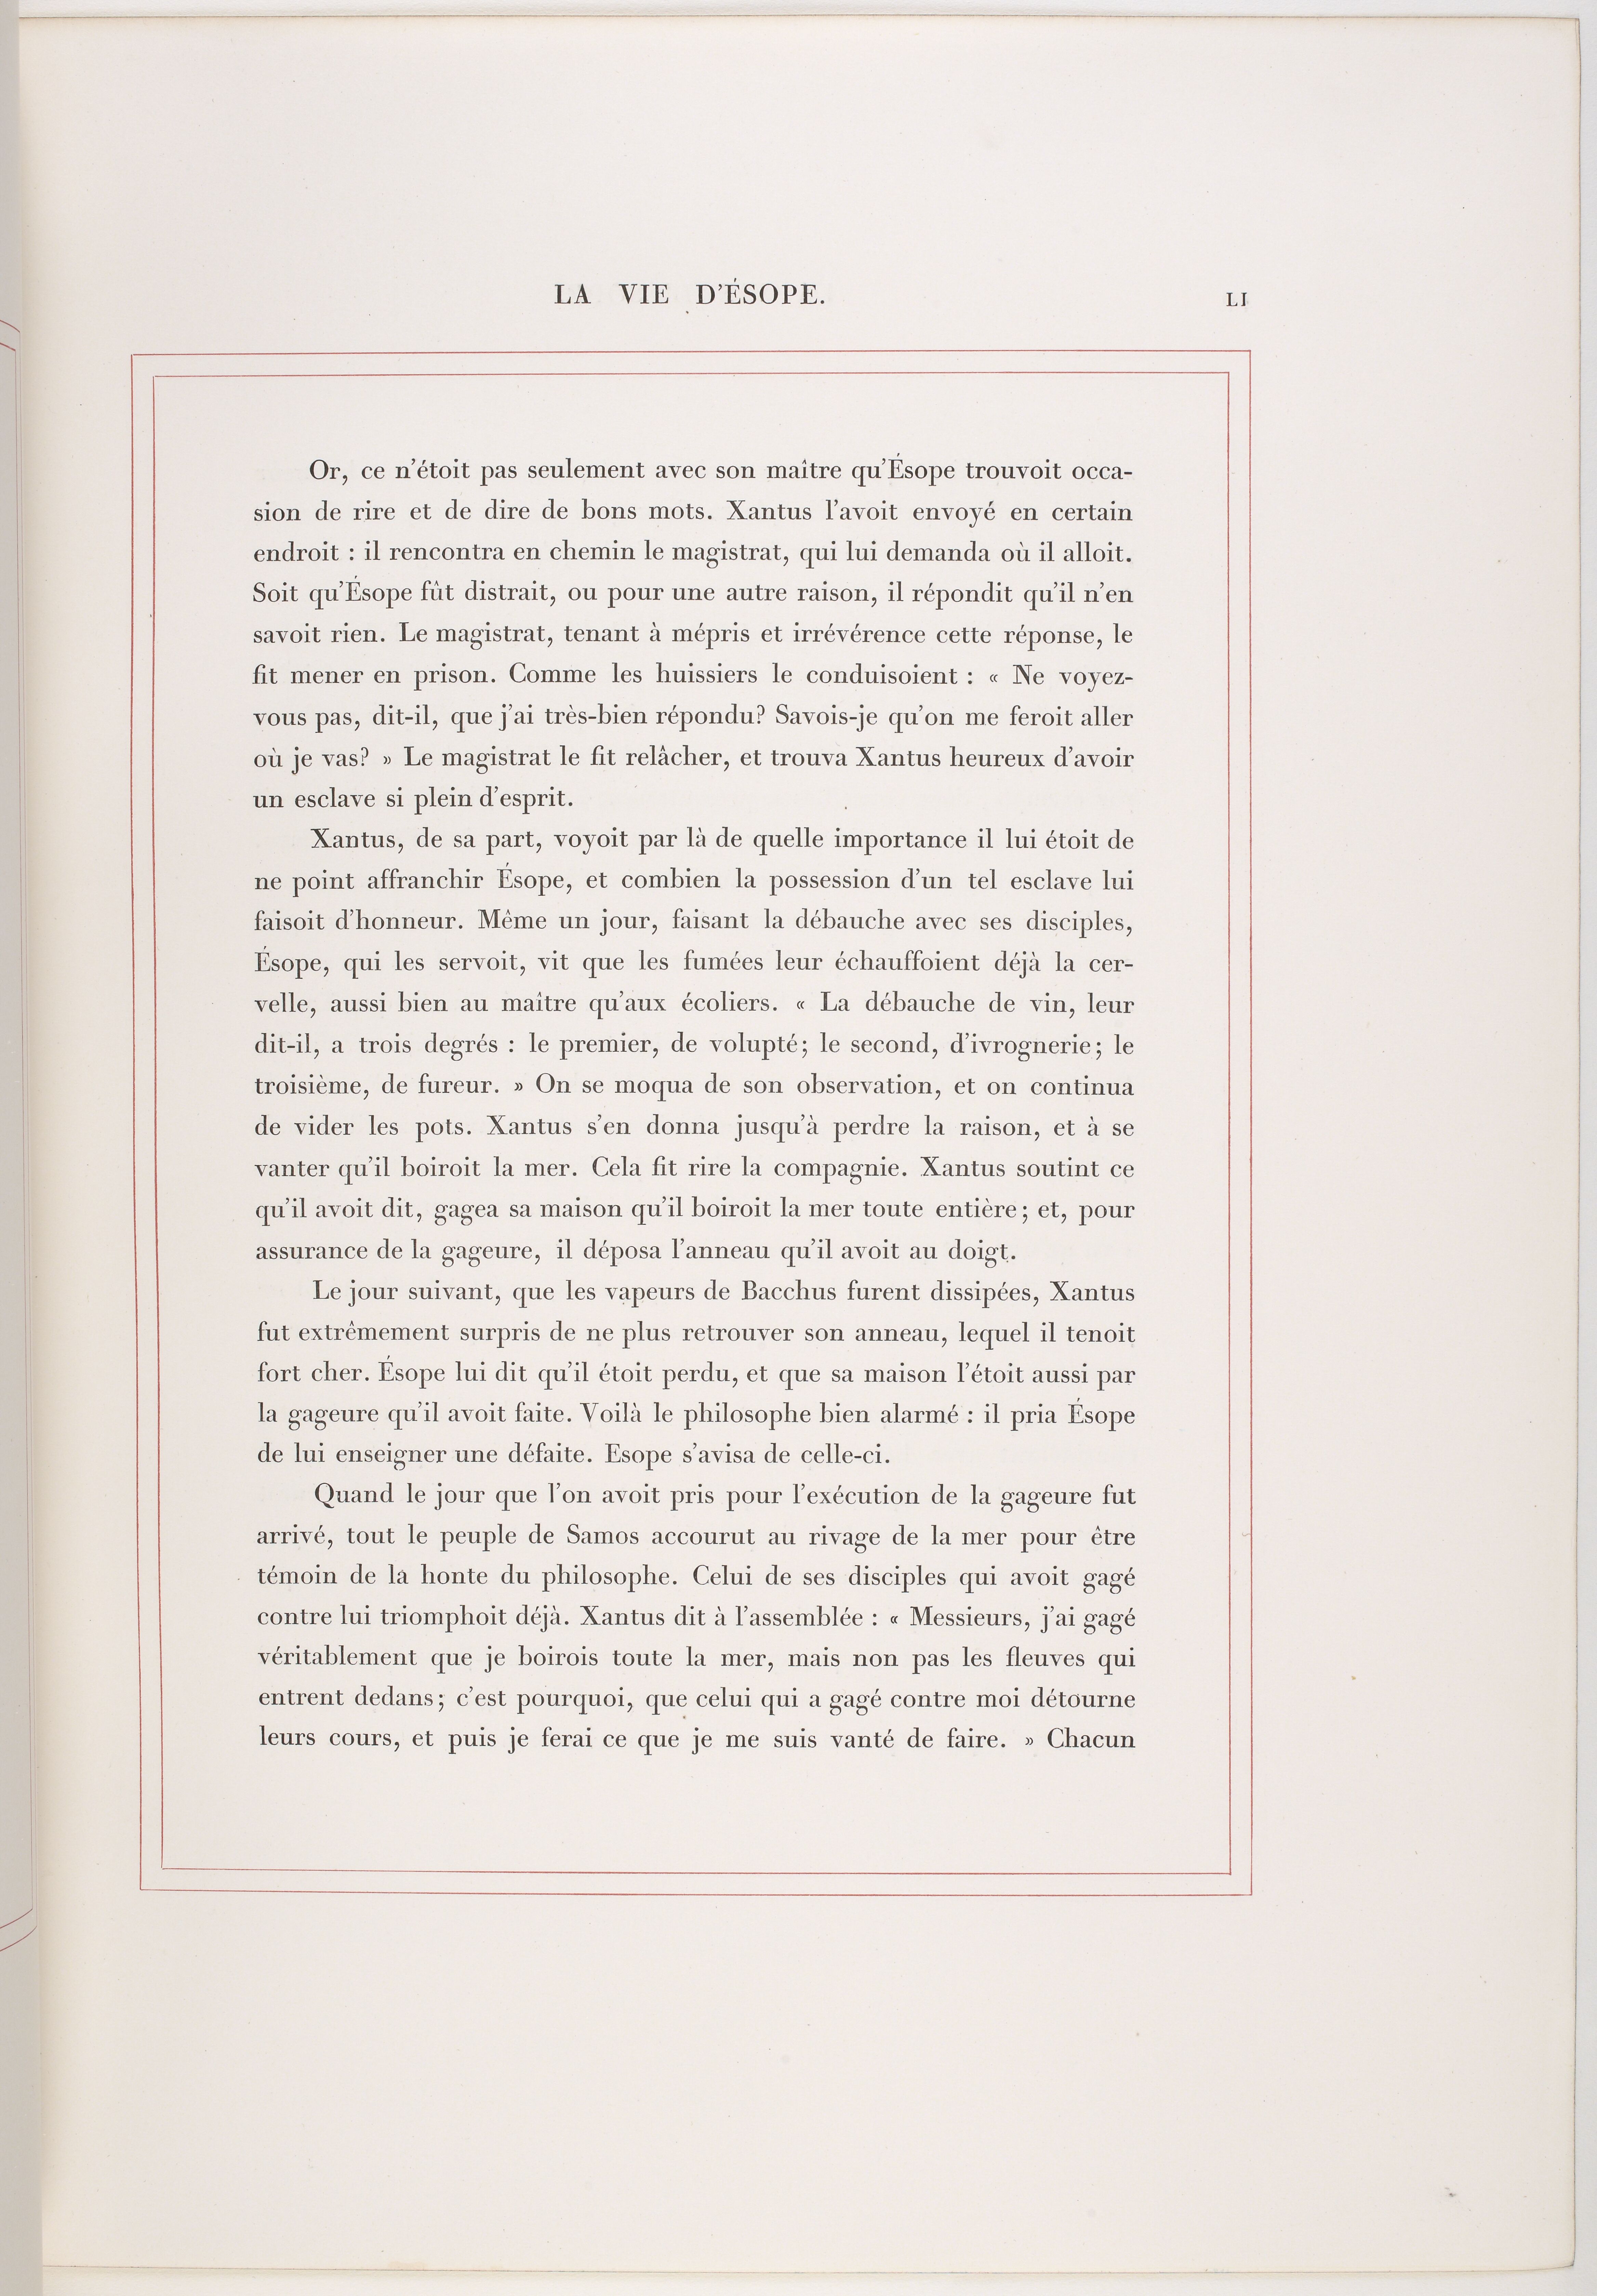 LA VIE D'ÉSOPE.
LI
Or, ce n'étoit pas seulement avec son maître qu'Ésope trouvoit occa-
sion de rire et de dire de bons mots. Xantus l'avoit envoyé en certain
endroit : il rencontra en chemin le magistrat, qui lui demanda où il alloit.
Soit qu'Ésope fût distrait, ou pour une autre raison, il répondit qu'il n'en
savoit rien. Le magistrat, tenant à mépris et irrévérence cette réponse, le
fit mener en prison. Comme les huissiers le conduisoient : « Ne voyez-
vous pas, dit-il, que j'ai très-bien répondu? Savois-je qu'on me feroit aller
où je vas? » Le magistrat le fit relâcher, et trouva Xantus heureux d'avoir
un esclave si plein d'esprit.
Xantus, de sa part, voyoit par là de quelle importance il lui étoit de
ne point affranchir Ésope, et combien la possession d'un tel esclave lui
faisoit d'honneur. Même un jour, faisant la débauche avec ses disciples,
Ésope, qui les servoit, vit que les fumées leur échauffoient déjà la cer-
velle, aussi bien au maître qu'aux écoliers. « La débauche de vin, leur
dit-il, a trois degrés : le premier, de volupté; le second, d'ivrognerie; le
troisième, de fureur. » On se moqua de son observation, et on continua
de vider les pots. Xantus s'en donna jusqu'à perdre la raison, et à se
vanter qu'il boiroit la mer. Cela fit rire la compagnie. Xantus soutint ce
qu'il avoit dit, gagea sa maison qu'il boiroit la mer toute entière; et, pour
assurance de la gageure, il déposa l'anneau qu'il avoit au doigt.
Le jour suivant, que les vapeurs de Bacchus furent dissipées, Xantus
fut extrêmement surpris de ne plus retrouver son anneau, lequel il tenoit
fort cher. Ésope lui dit qu'il étoit perdu, et que sa maison l'étoit aussi par
la gageure qu'il avoit faite. Voilà le philosophe bien alarmé : il pria Ésope
de lui enseigner une défaite. Esope s'avisa de celle-ci.
Quand le jour que l'on avoit pris pour l'exécution de la gageure fut
arrivé, tout le peuple de Samos accourut au rivage de la mer pour être
témoin de la honte du philosophe. Celui de ses disciples qui avoit gagé
contre lui triomphoit déjà. Xantus dit à l'assemblée : « Messieurs, j'ai gagé
véritablement que je boirois toute la mer, mais non pas les fleuves qui
entrent dedans; c'est pourquoi, que celui qui a gagé contre moi détourne
leurs cours, et puis je ferai ce que je me suis vanté de faire. » Chacun